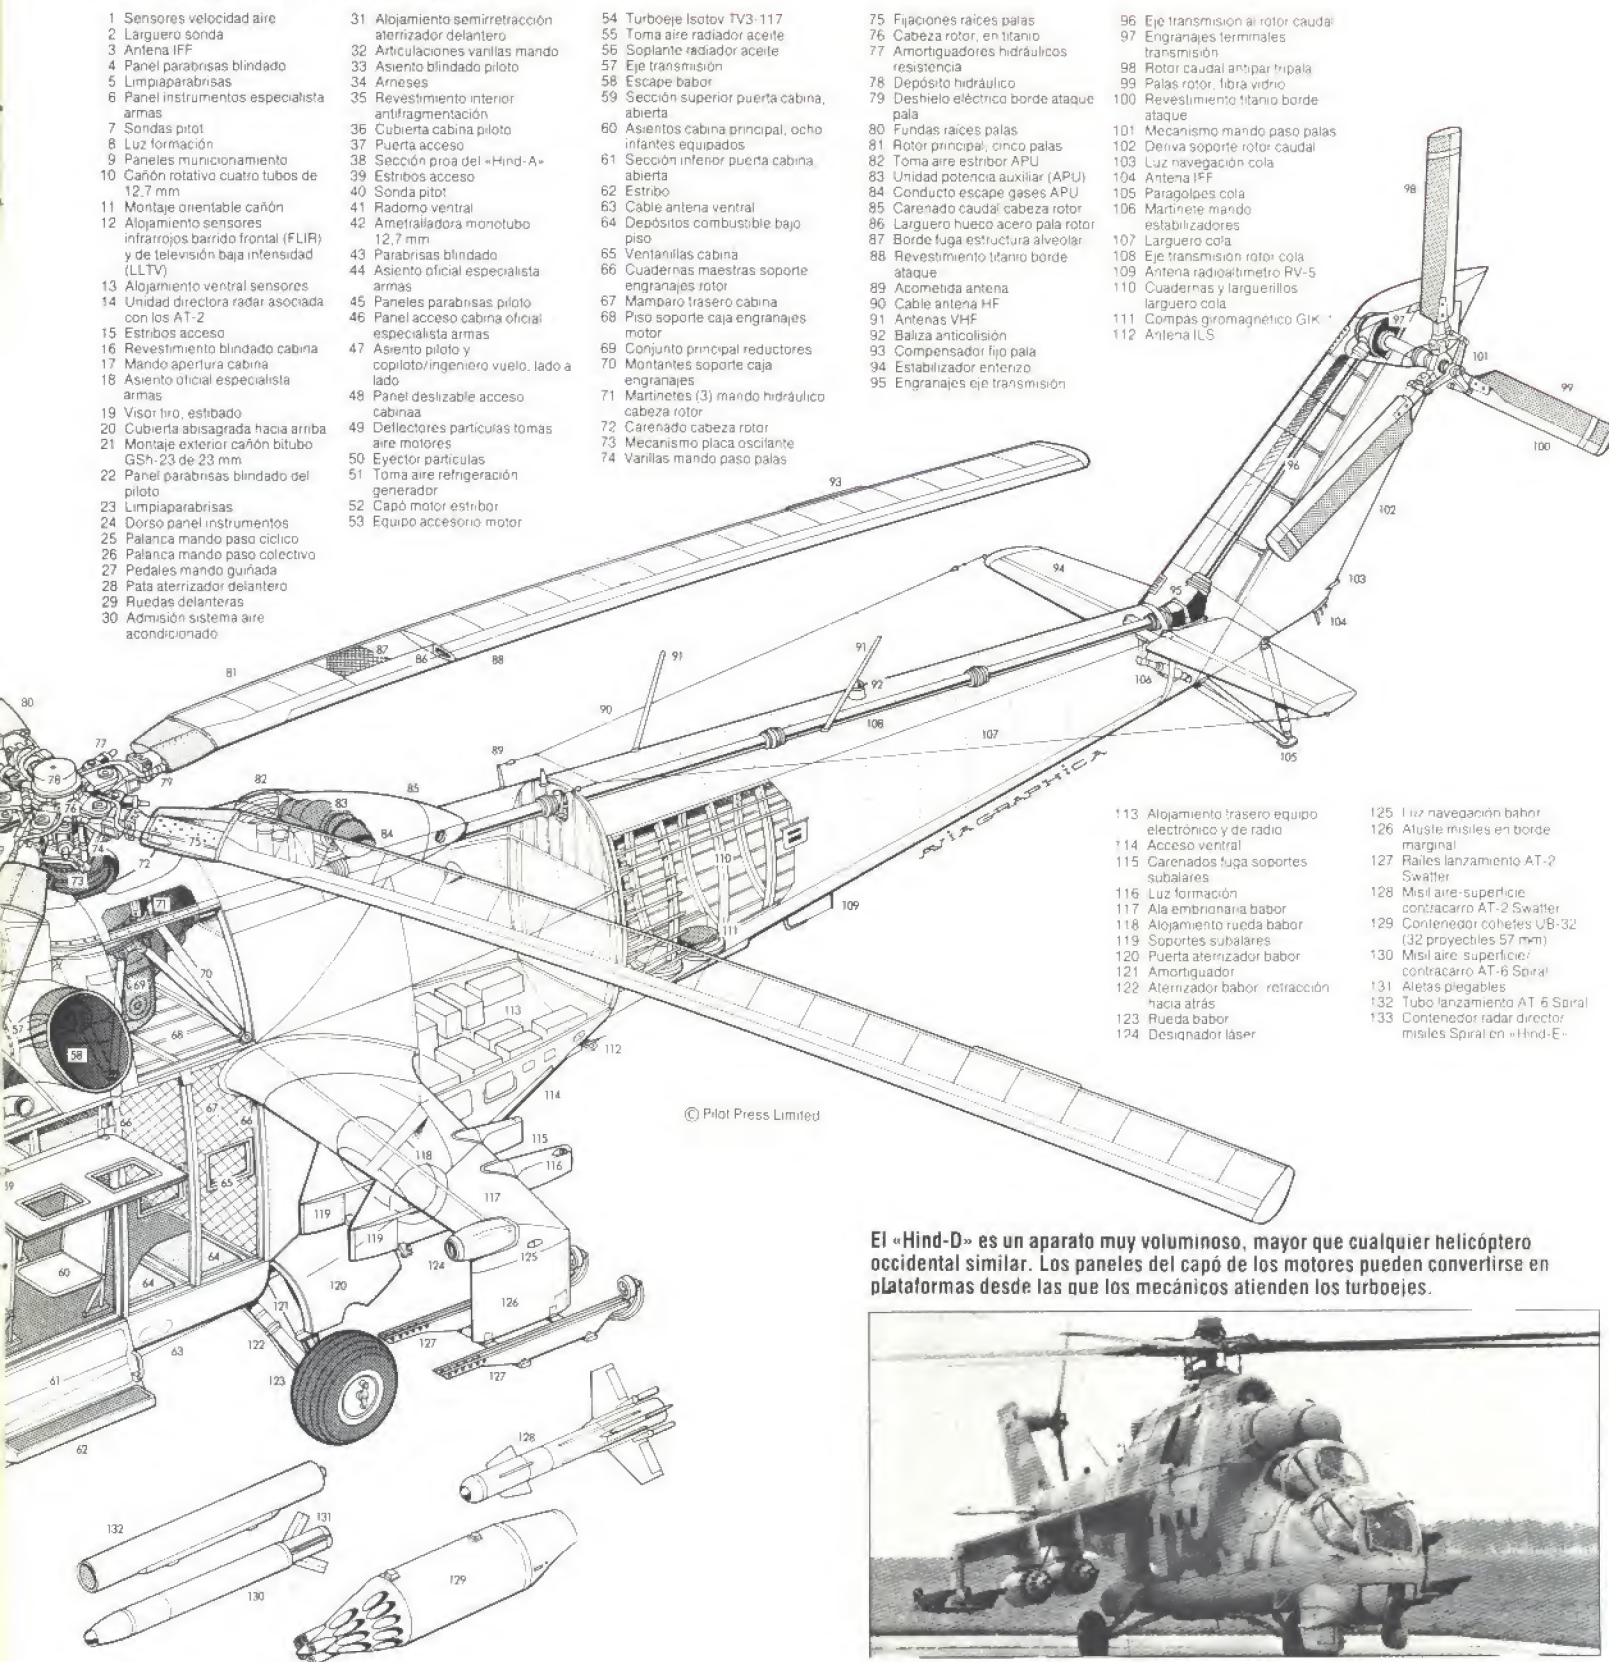 1 Sensores velocidad aire
2 Larguero sonda
3 Antena IFF
4 Panel parabrisas blindado
5 Limpiaparabrisas
6 Panel instrumentos especialista
armas
7 Sondas pitot
8 Luz formación
9 Paneles municionamiento
10 Cañón rotativo cuatro tubos de
12,7 mm
11 Montaje orientable cañón
12 Alojamiento sensores
infrarrojos barrido frontal (FLIR)
y de televisión baja intensidad
(LLTV)
13 Alojamiento ventral sensores
14 Unidad directora radar asociada
con los AT-2
15 Estribos acceso
16 Revestimiento blindado cabina
17 Mando apertura cabina
18 Asiento oficial especialista
armas
19 Visor tiro, estibado
20 Cubierta abisagrada hacia arriba
21 Montaje exterior cañón bitubo
GSh-23 de 23 mm
22 Panel parabrisas blindado del
piloto
23 Limpiaparabrisas
24 Dorso panel instrumentos
25 Palanca mando paso cíclico
26 Palanca mando paso colectivo
27 Pedales mando guiñada
28 Pata aterrizador delantero
29 Ruedas delanteras
30 Admisión sistema aire
acondicionado
31 Alojamiento semirretracción
aterrizador delantero
32 Articulaciones varillas mando
33 Asiento blindado piloto
34 Arneses
35 Revestimiento interior
antifragmentación
36 Cubierta cabina piloto
37 Puerta acceso
38 Sección proa del «Hind-A»
39 Estribos acceso
40 Sonda pitot
41 Radomo ventral
42 Ametralladora monotubo
12,7 mm
43 Parabrisas blindado
44 Asiento oficial especialista
armas
45 Paneles parabrisas piloto
46 Panel acceso cabina oficial
especialista armas
47 Asiento piloto y
copiloto/ingeniero vuelo, lado a
lado
48 Panel deslizable acceso
cabinaa
49 Deflectores partículas tomas
aire motores
50 Eyector partículas
51 Toma aire refrigeración
generador
52 Capó motor estribor
53 Equipo accesorio motor
54 Turboeje Isotov TV3-117
55 Toma aire radiador aceite
56 Soplante radiador aceite
57 Eje transmisión
58 Escape babor
59 Sección superior puerta cabina,
abierta
60 Asientos cabina principal, ocho
infantes equipados
61 Sección inferior puerta cabina,
abierta
62 Estribo
63 Cable antena ventral
64 Depósitos combustible bajo
piso
65 Ventanillas cabina
66 Cuadernas maestras soporte
engranajes rotor
67 Mamparo trasero cabina
68 Piso soporte caja engranajes
motor
69 Conjunto principal reductores
70 Montantes soporte caja
engranajes
71 Martinetes (3) mando hidráulico
cabeza rotor
72 Carenado cabeza rotor
73 Mecanismo placa oscilante
74 Varillas mando paso palas
75 Fijaciones raíces palas
76 Cabeza rotor, en titanio
77 Amortiguadores hidráulicos
resistencia
78 Depósito hidráulico
79 Deshielo eléctrico borde ataque
pala
80 Fundas raíces palas
81 Rotor principal, cinco palas
82 Toma aire estribor APU
83 Unidad potencia auxiliar (APU)
84 Conducto escape gases APU
85 Carenado caudal cabeza rotor
86 Larguero hueco acero pala rotor
87 Borde fuga estructura alveolar
88 Revestimiento titanio borde
ataque
89 Acometida antena
90 Cable antena HF
91 Antenas VHF
92 Baliza anticolisión
93 Compensador fijo pala
94 Estabilizador enterizo
95 Engranajes eje transmisión
96 Eje transmisión al rotor caudal
97 Engranajes terminales
transmisión
98 Rotor caudal antipar tripala
99 Palas rotor, fibra vidrio
100 Revestimiento titanio borde
ataque
101 Mecanismo mando paso palas
102 Deriva soporte rotor caudal
103 Luz navegación cola
104 Antena IFF
105 Paragolpes cola
106 Martinete mando
estabilizadores
107 Larguero cola
108 Eje transmisión rotor cola
109 Antena radioaltímetro RV-5
110 Cuadernas y larguerillos
larguero cola
111 Compás giromagnético GIK-1
112 Antena ILS
113 Alojamiento trasero equipo
electrónico y de radio
114 Acceso ventral
115 Carenados fuga soportes
subalares
116 Luz formación
117 Ala embrionaria babor
118 Alojamiento rueda babor
119 Soportes subalares
120 Puerta aterrizador babor
121 Amortiguador
122 Aterrizador babor, retracción
hacia atrás
123 Rueda babor
124 Designador láser
125 Luz navegación babor
126 Afuste misiles en borde
marginal
127 Raíles lanzamiento AT-2
Swatter
128 Misil aire-superficie
contracarro AT-2 Swatter
129 Contenedor cohetes UB-32
(32 proyectiles 57 mm)
130 Misil aire-superficie/
contracarro AT-6 Spiral
131 Aletas plegables
132 Tubo lanzamiento AT-6 Spiral
133 Contenedor radar director
misiles Spiral en «Hind-E»
AVIAGRAPHICA
© Pilot Press Limited
El «Hind-D» es un aparato muy voluminoso, mayor que cualquier helicóptero
occidental similar. Los paneles del capó de los motores pueden convertirse en
plataformas desde las que los mecánicos atienden los turboejes.